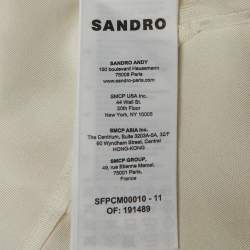 SANDRO
SANDRO ANDY
150 boulevard Haussmann
75008 Paris
www.sandro-paris.com
SMCP USA Inc.
44 Wall St.
20th Floor
New York, NY 10005
SMCP ASIA Inc.
The Centrium, Suite 3203A-5A, 32/F
60 Wyndham Street, Central
HONG-KONG
SMCP GROUP,
49, rue Etienne Marcel,
75001 Paris,
France
SFPCM00010 - 11
OF: 191489